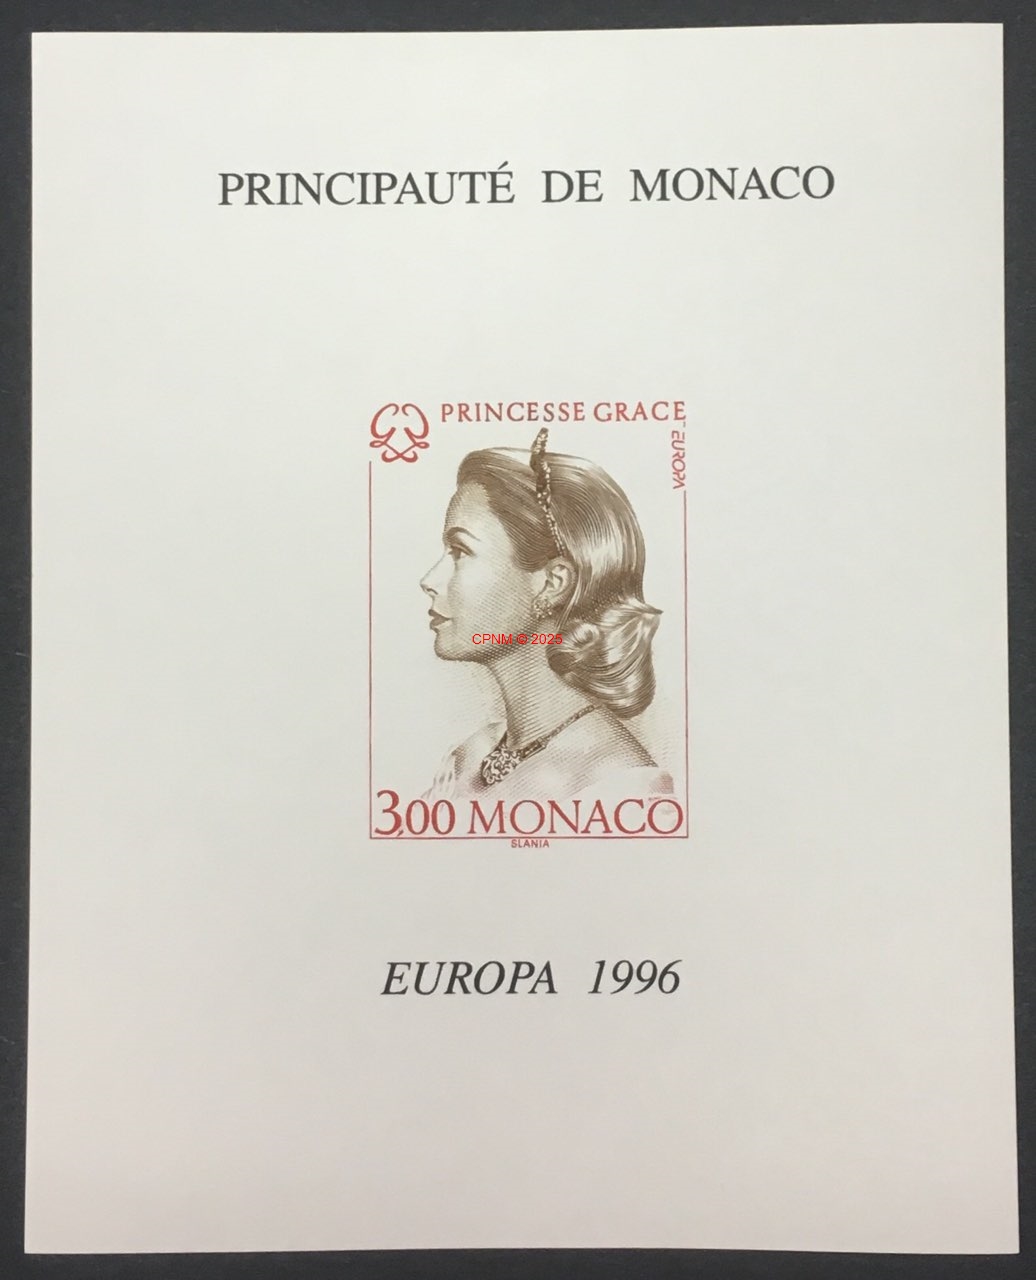 PRINCIPAUTÉ DE MONACO
PRINCESSE GRACE
EUROPA
CPNM © 2025
3,00 MONACO
SLANIA
EUROPA 1996